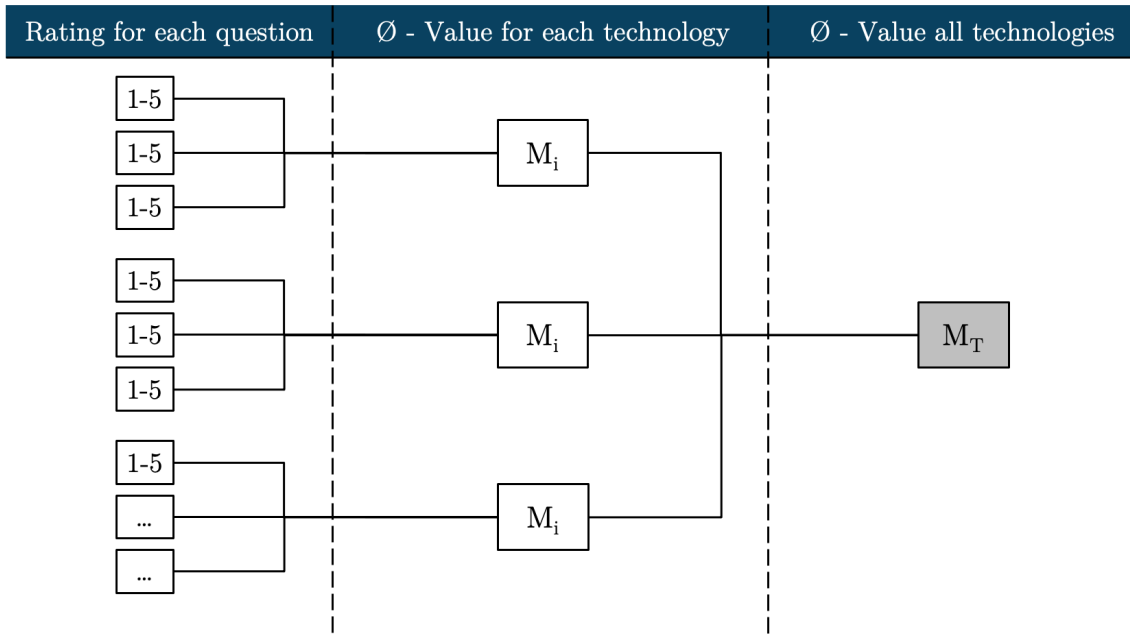 Rating for each question
Ø - Value for each technology
Ø - Value all technologies
1-5
1-5
1-5
Mi
1-5
1-5
1-5
Mi
MT
1-5
...
...
Mi